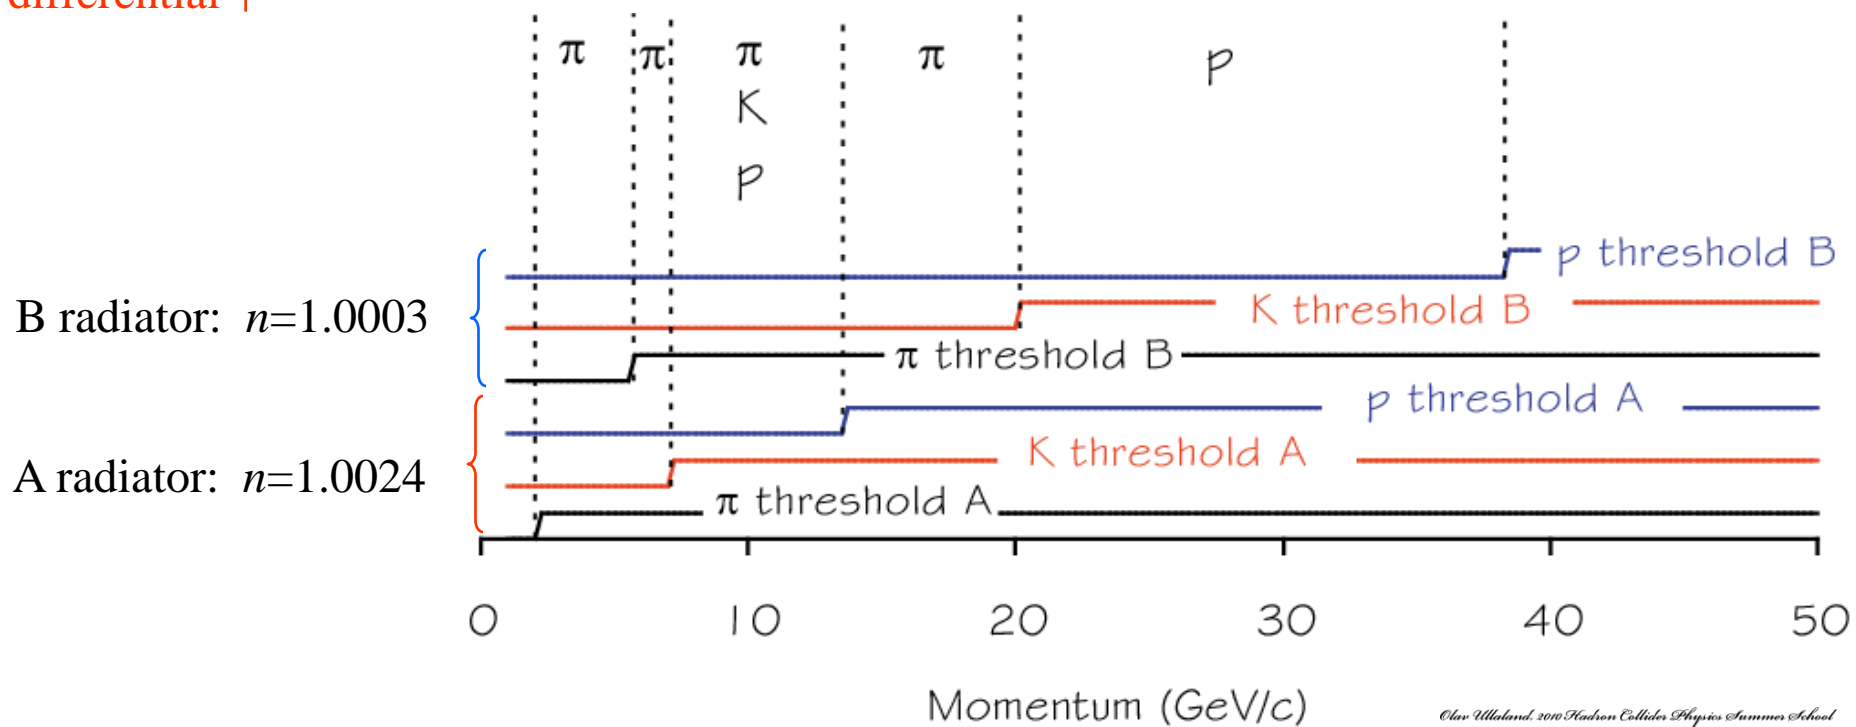 differential
π π π π p
K
p
p threshold B
B radiator: n=1.0003
K threshold B
π threshold B
p threshold A
A radiator: n=1.0024
K threshold A
π threshold A
0 10 20 30 40 50
Momentum (GeV/c)
Olav Ullaland, 2010 Hadron Collider Physics Summer School